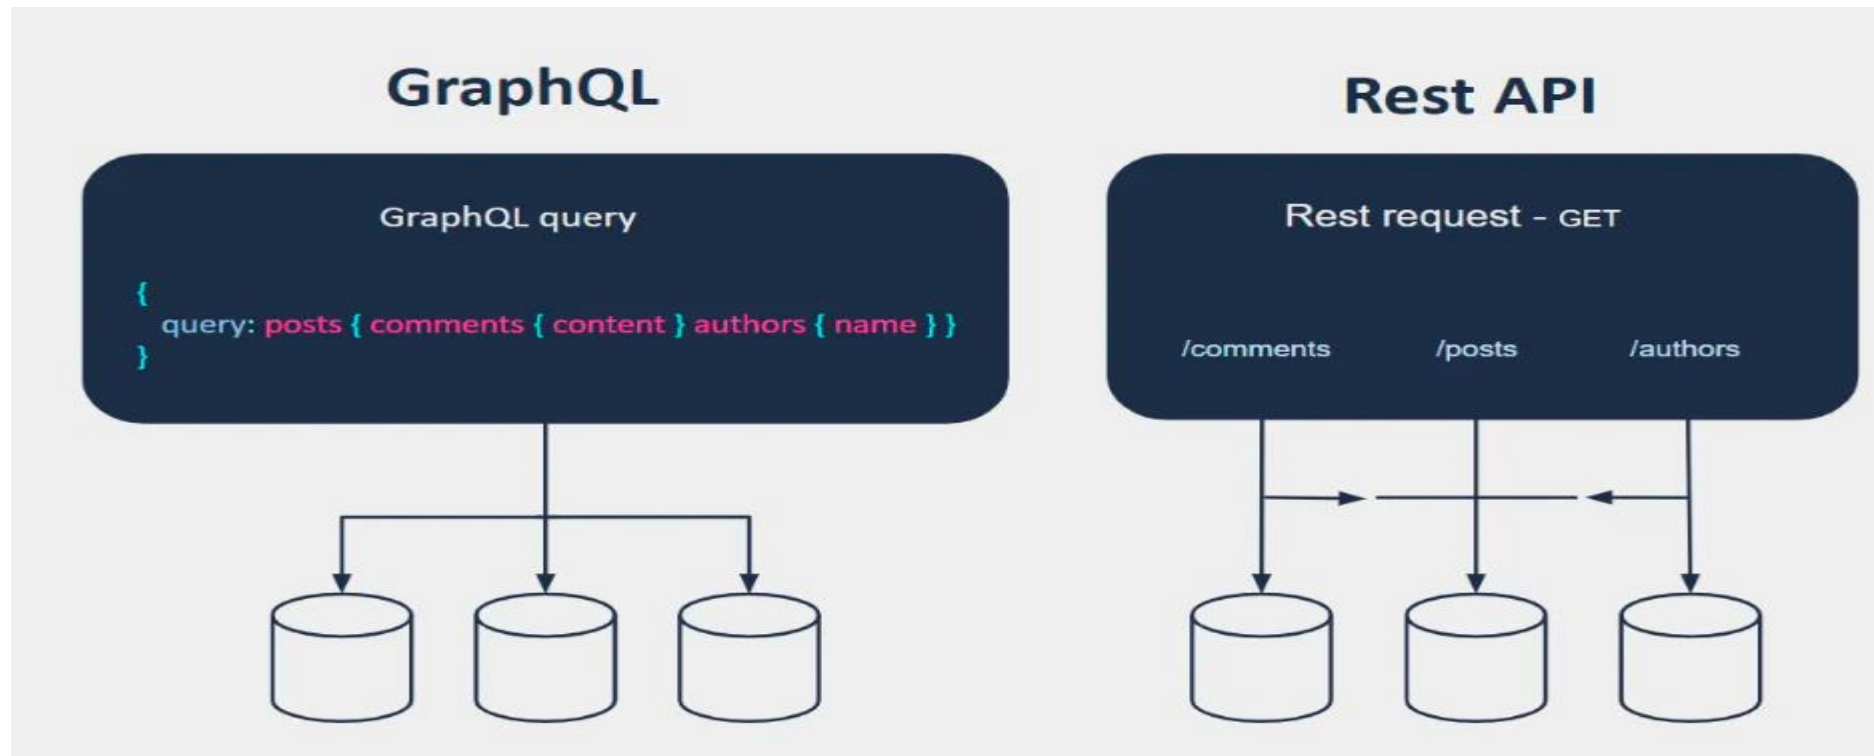 GraphQL
GraphQL query
{
query: posts { comments { content } authors { name } }
}
Rest API
Rest request - GET
/comments /posts /authors